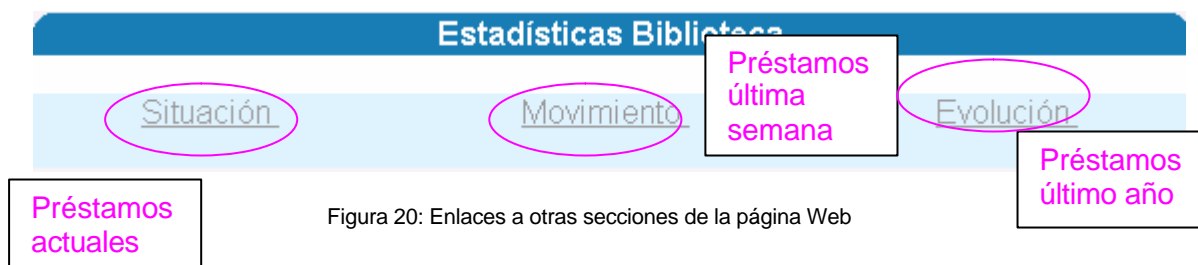 Estadísticas Biblioteca
Situación
Movimiento
Préstamos
última
semana
Evolución
Préstamos
actuales
Préstamos
último año
Figura 20: Enlaces a otras secciones de la página Web